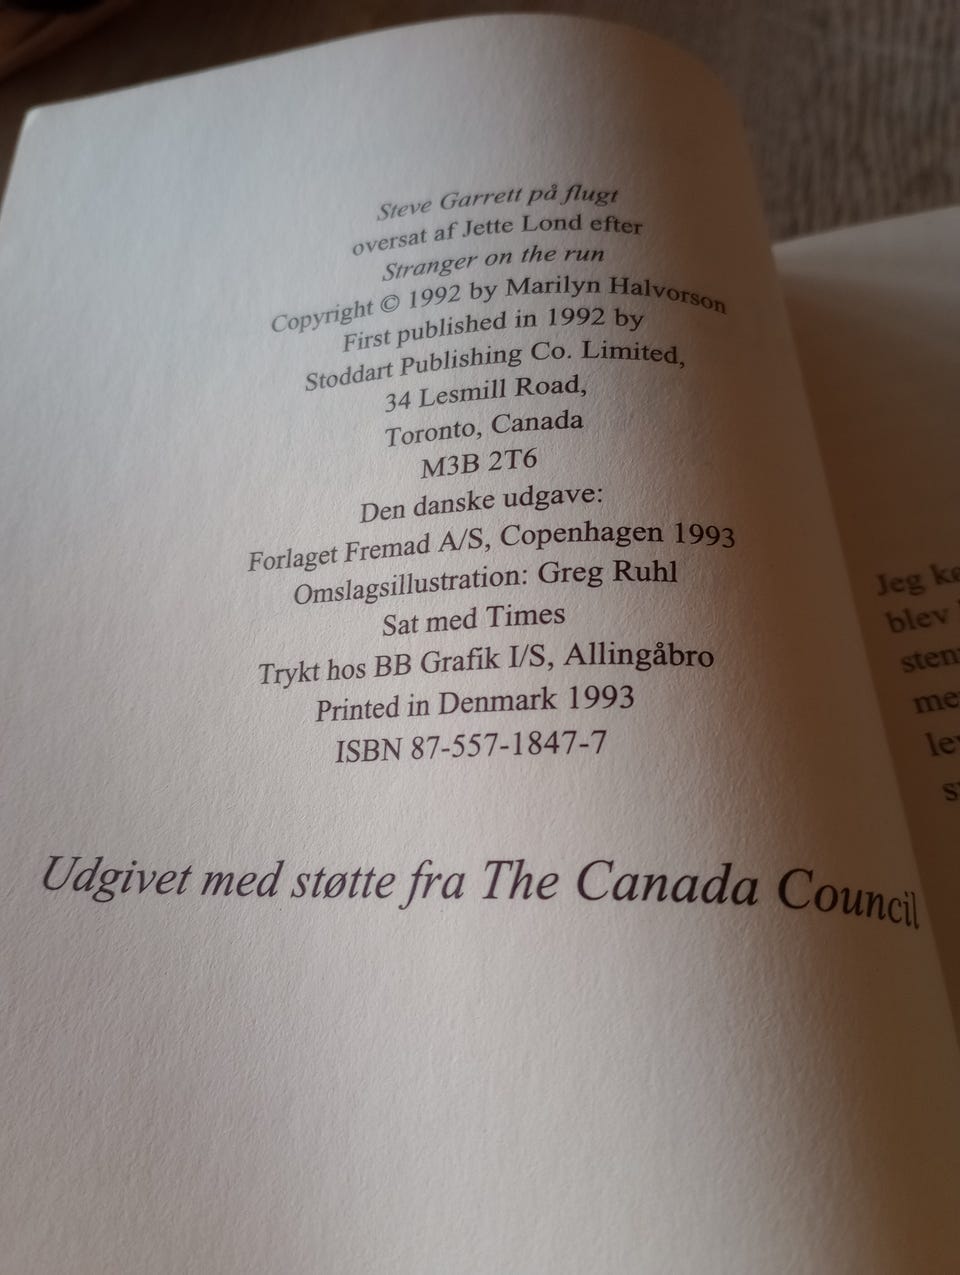 Steve Garrett på flugt
oversat af Jette Lond efter
Stranger on the run
Copyright © 1992 by Marilyn Halvorson
First published in 1992 by
Stoddart Publishing Co. Limited,
34 Lesmill Road,
Toronto, Canada
M3B 2T6
Den danske udgave:
Forlaget Fremad A/S, Copenhagen 1993
Omslagsillustration: Greg Ruhl
Sat med Times
Trykt hos BB Grafik I/S, Allingåbro
Printed in Denmark 1993
ISBN 87-557-1847-7
Udgivet med støtte fra The Canada Council
Jeg
blev